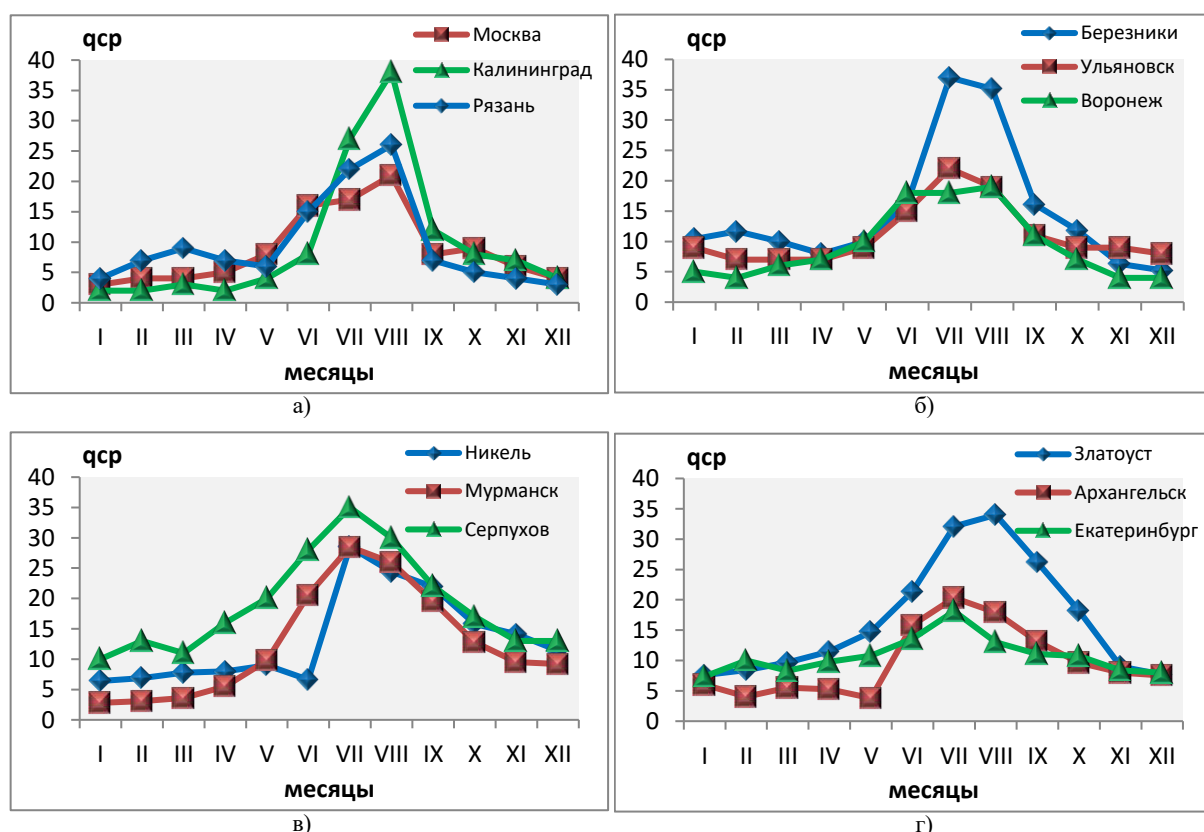 qср
Москва
Калининград
Рязань
40
35
30
25
20
15
10
5
0
I II III IV V VI VII VIII IX X XI XII
месяцы
а)
qср
Березники
Ульяновск
Воронеж
40
35
30
25
20
15
10
5
0
I II III IV V VI VII VIII IX X XI XII
месяцы
б)
qср
Никель
Мурманск
Серпухов
40
35
30
25
20
15
10
5
0
I II III IV V VI VII VIII IX X XI XII
месяцы
в)
qср
Златоуст
Архангельск
Екатеринбург
40
35
30
25
20
15
10
5
0
I II III IV V VI VII VIII IX X XI XII
месяцы
г)